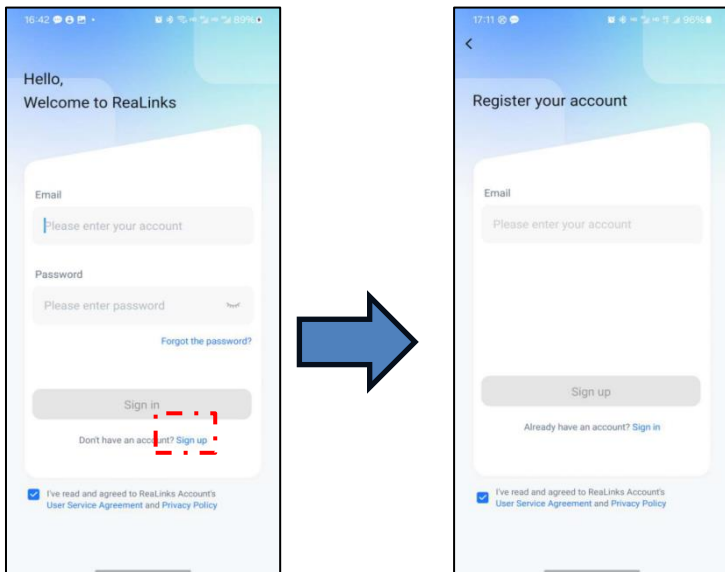 16:42
89%
Hello,
Welcome to ReaLinks
Email
Please enter your account
Password
Please enter password
Forgot the password?
Sign in
Don't have an account? Sign up
I've read and agreed to ReaLinks Account's
User Service Agreement and Privacy Policy
17:11
96%
Register your account
Email
Please enter your account
Sign up
Already have an account? Sign in
I've read and agreed to ReaLinks Account's
User Service Agreement and Privacy Policy